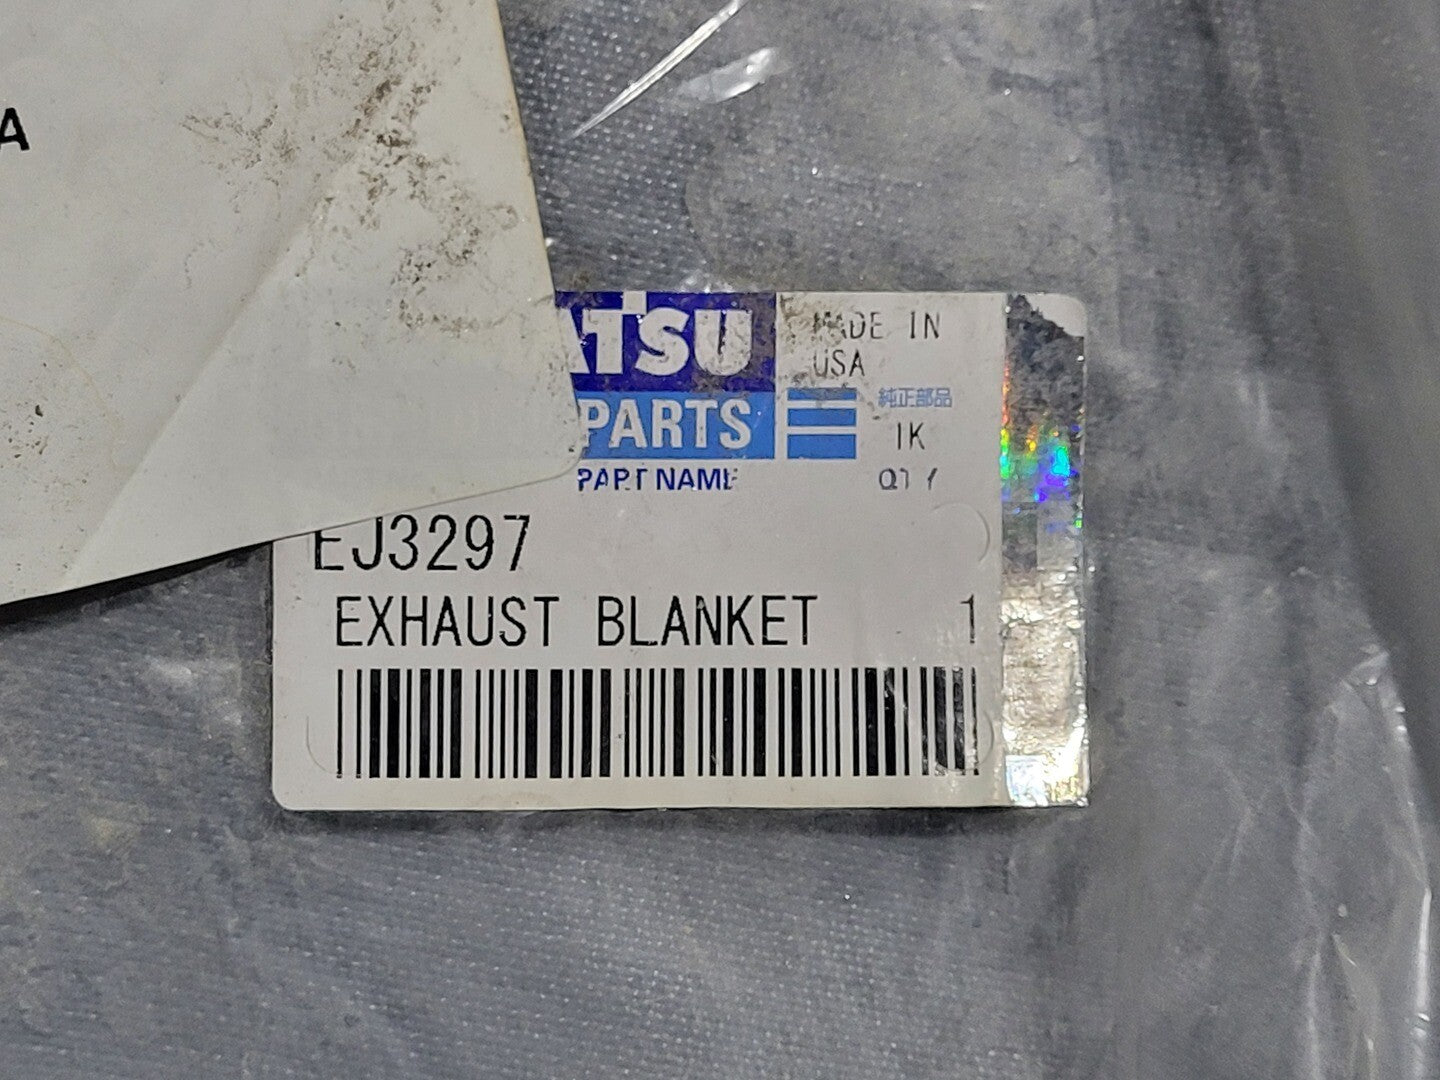 A
ATSU
PARTS
MADE IN
USA
純正部品
IK
PART NAME
QTY
EJ3297
EXHAUST BLANKET 1